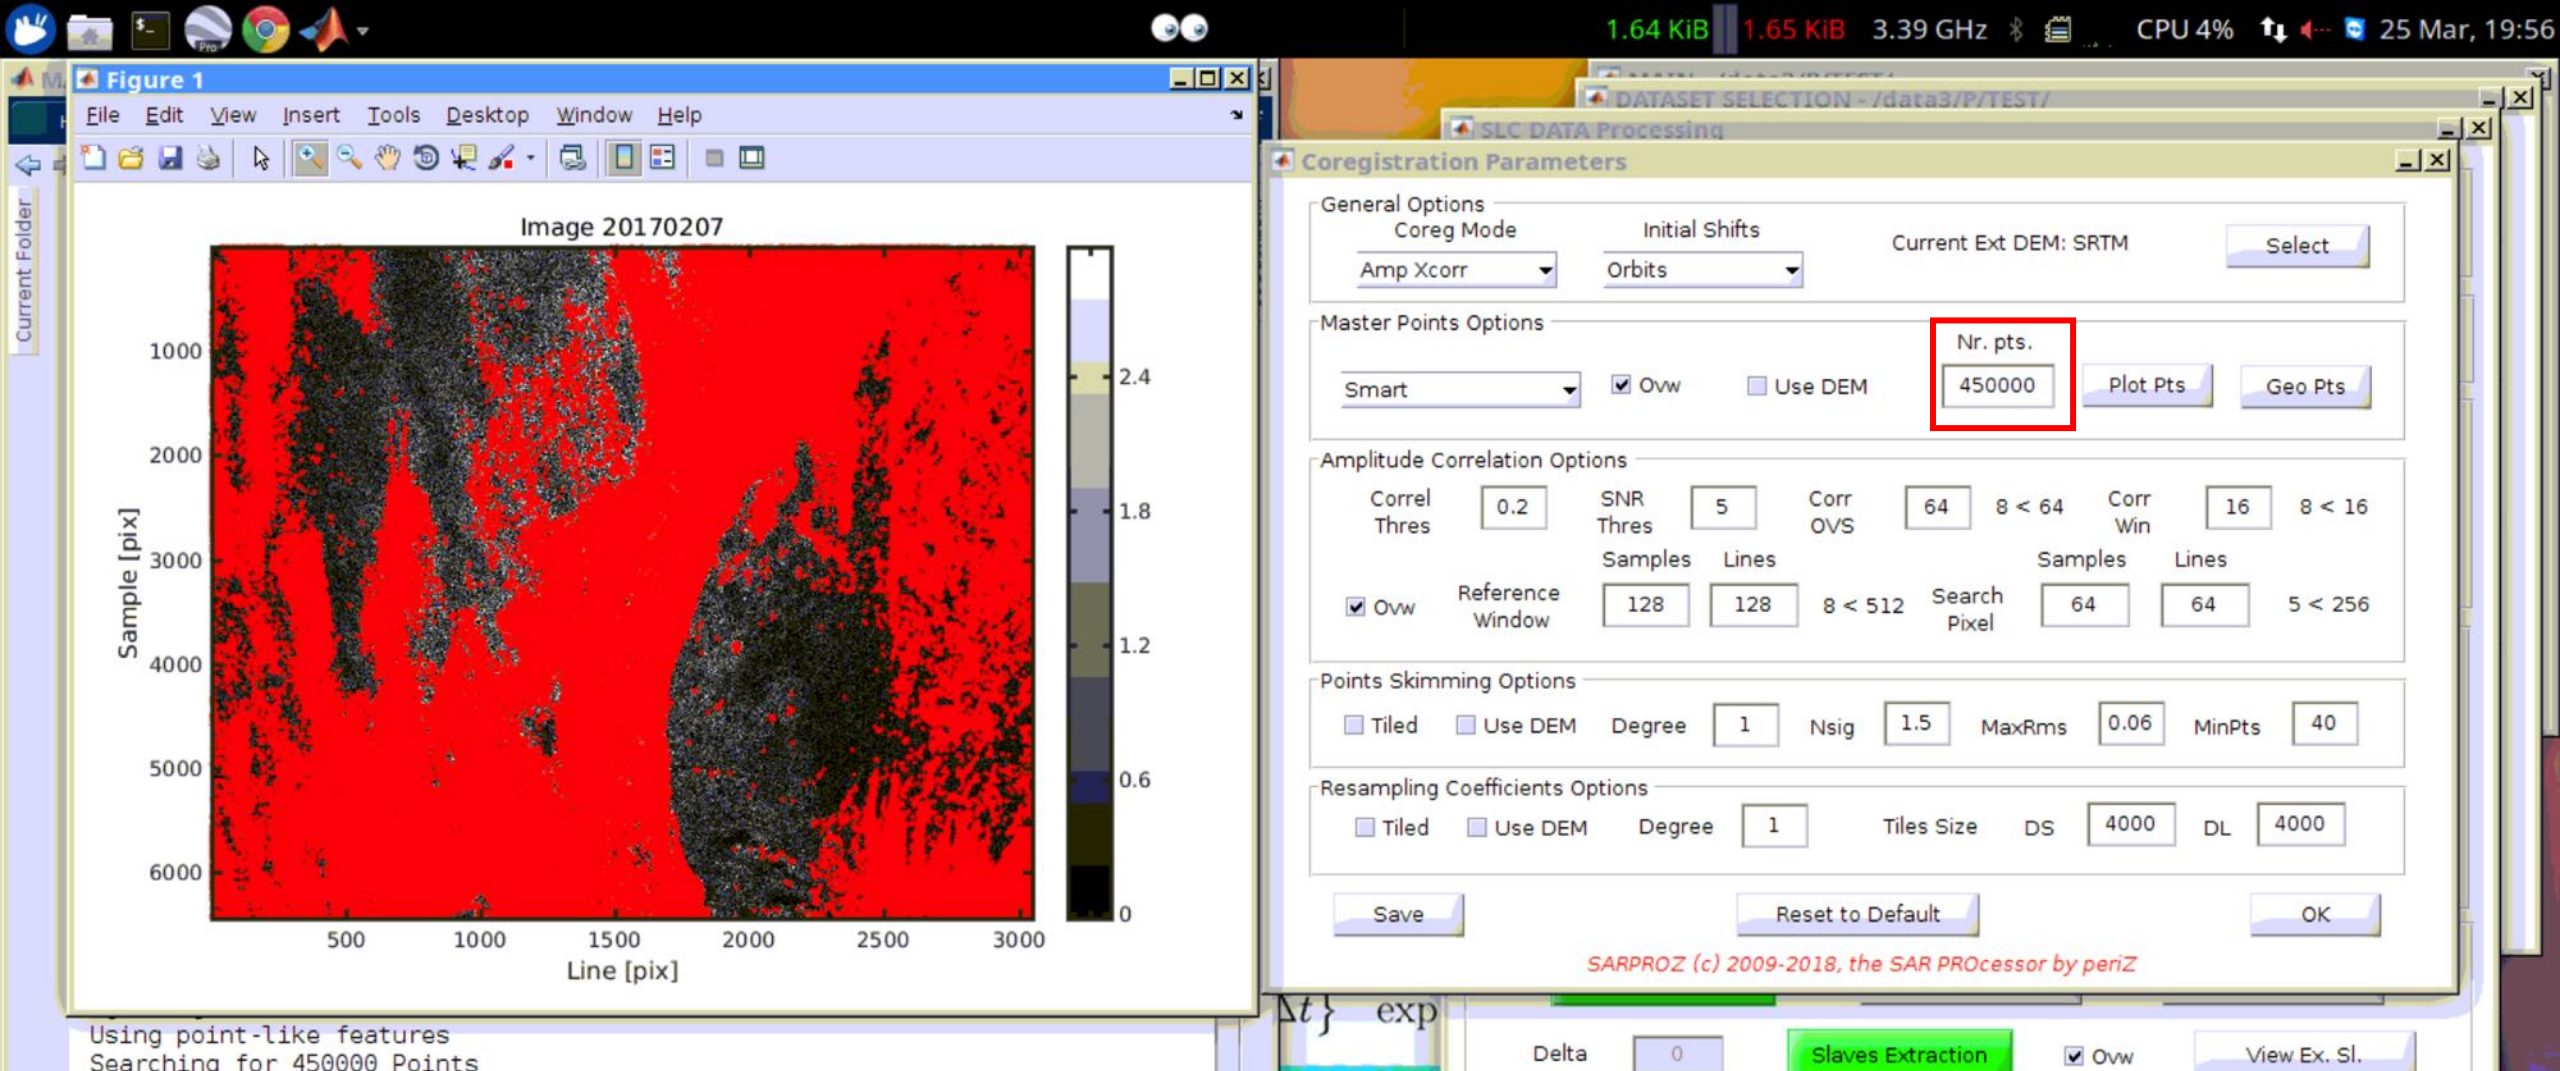 $_
Pro
1.64 KiB 1.65 KiB 3.39 GHz CPU 4% 25 Mar, 19:56
Figure 1
File Edit View Insert Tools Desktop Window Help
Current Folder
Image 20170207
Sample [pix]
1000
2000
3000
4000
5000
6000
500 1000 1500 2000 2500 3000
Line [pix]
2.4
1.8
1.2
0.6
0
Using point-like features
Searching for 450000 Points
MAIN - /data3/P/TEST/
DATASET SELECTION - /data3/P/TEST/
SLC DATA Processing
Coregistration Parameters
General Options
Coreg Mode Initial Shifts
Amp Xcorr Orbits Current Ext DEM: SRTM Select
Master Points Options
Nr. pts.
Smart Ovw Use DEM 450000 Plot Pts Geo Pts
Amplitude Correlation Options
Correl Thres 0.2 SNR Thres 5 Corr OVS 64 8 < 64 Corr Win 16 8 < 16
Samples Lines Samples Lines
Ovw Reference Window 128 128 8 < 512 Search Pixel 64 64 5 < 256
Points Skimming Options
Tiled Use DEM Degree 1 Nsig 1.5 MaxRms 0.06 MinPts 40
Resampling Coefficients Options
Tiled Use DEM Degree 1 Tiles Size DS 4000 DL 4000
Save Reset to Default OK
SARPROZ (c) 2009-2018, the SAR PROcessor by periZ
Δt} exp
Delta 0 Slaves Extraction Ovw View Ex. Sl.